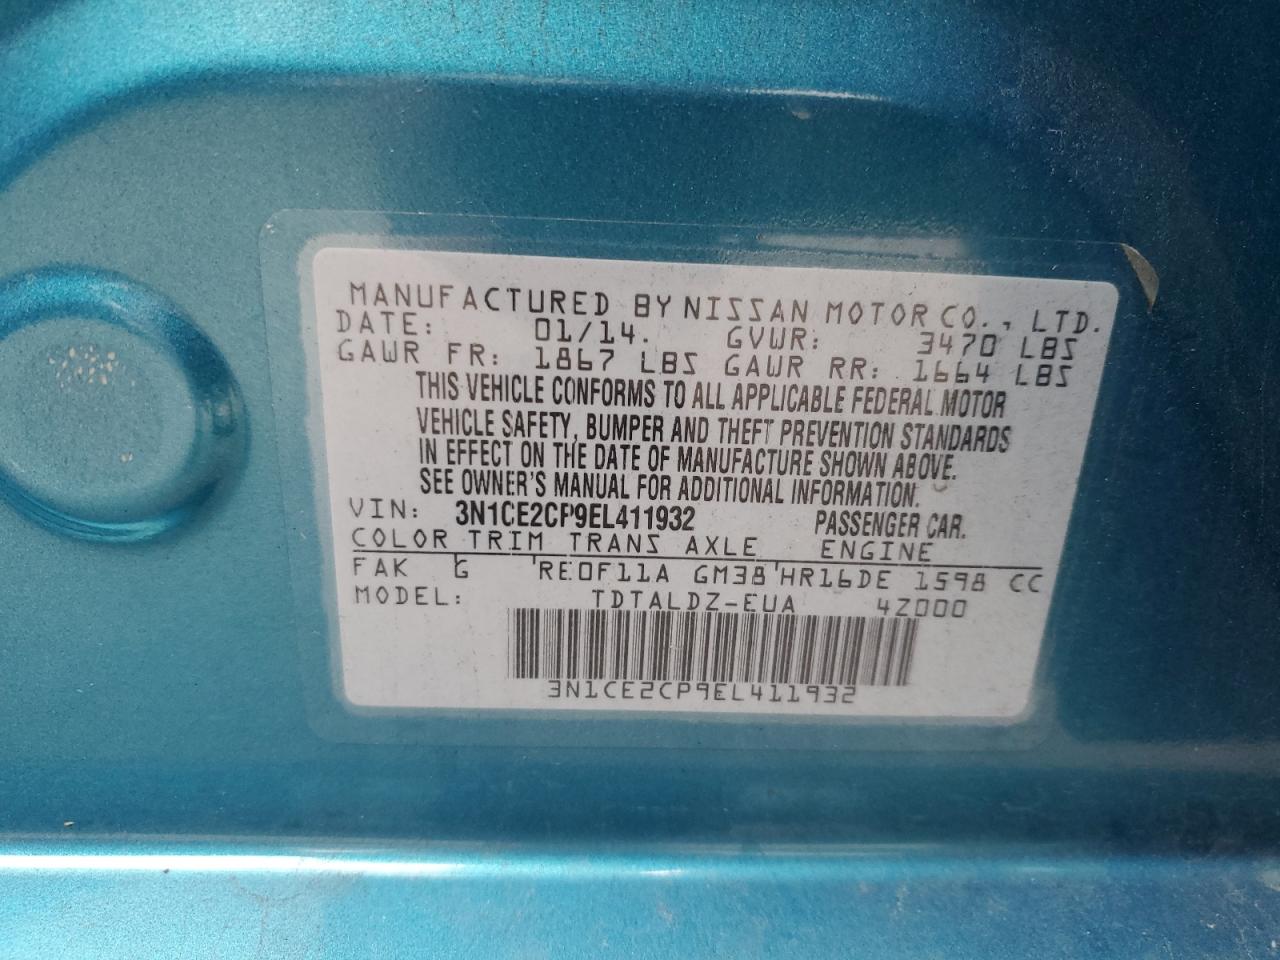 MANUFACTURED BY NISSAN MOTOR CO., LTD.
DATE: 01/14. GVWR: 3470 LBS
GAWR FR: 1867 LBS GAWR RR: 1664 LBS
THIS VEHICLE CONFORMS TO ALL APPLICABLE FEDERAL MOTOR
VEHICLE SAFETY, BUMPER AND THEFT PREVENTION STANDARDS
IN EFFECT ON THE DATE OF MANUFACTURE SHOWN ABOVE.
SEE OWNER'S MANUAL FOR ADDITIONAL INFORMATION.
VIN: 3N1CE2CP9EL411932 PASSENGER CAR.
COLOR TRIM TRANS AXLE ENGINE
FAK G RE0F11A GM38 HR16DE 1598 CC
MODEL: TDTALDZ-EUA 4Z000
3N1CE2CP9EL411932